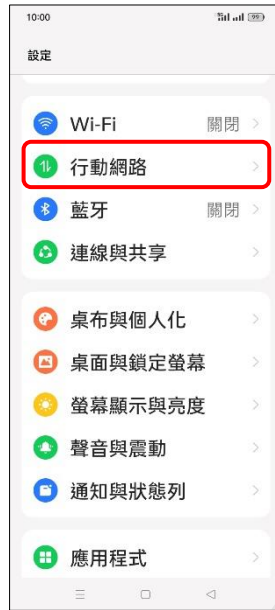 10:00
5G
99
設定
Wi-Fi 關閉
行動網路
藍牙 關閉
連線與共享
桌布與個人化
桌面與鎖定螢幕
螢幕顯示與亮度
聲音與震動
通知與狀態列
應用程式